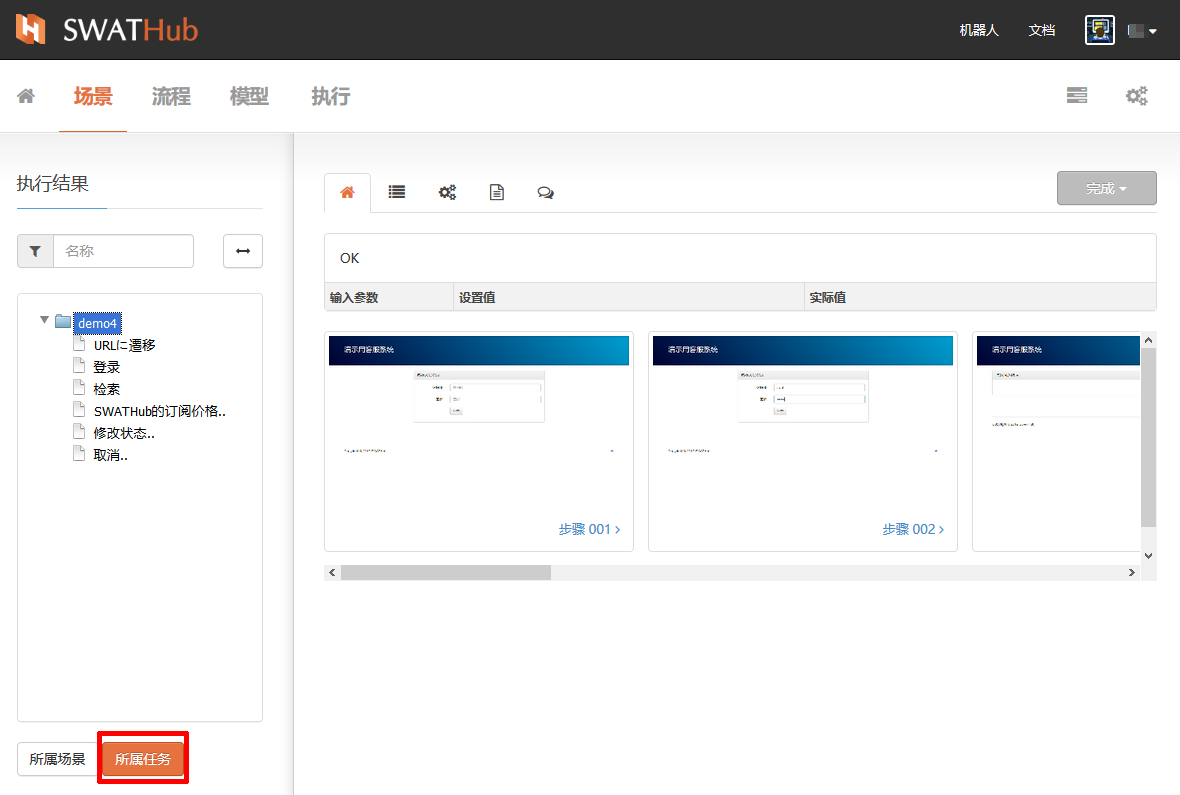 SWATHub
机器人 文档
场景 流程 模型 执行
执行结果
完成
名称
OK
输入参数 设置值 实际值
demo4
URLに遷移
登录
检索
SWATHub的订阅价格..
修改状态..
取消..
演示用客服系统 演示用客服系统 演示用客服系统
步骤 001 步骤 002
所属场景 所属任务